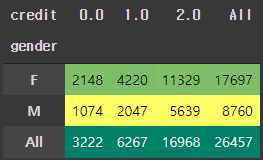 credit 0.0 1.0 2.0 All
gender
F 2148 4220 11329 17697
M 1074 2047 5639 8760
All 3222 6267 16968 26457